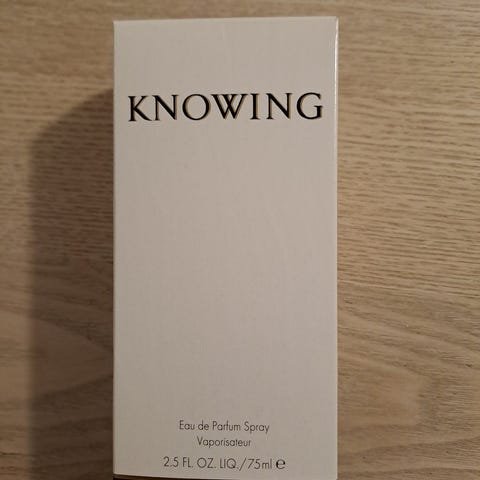 KNOWING
Eau de Parfum Spray
Vaporisateur
2.5 FL. OZ. LIQ./75ml ℮